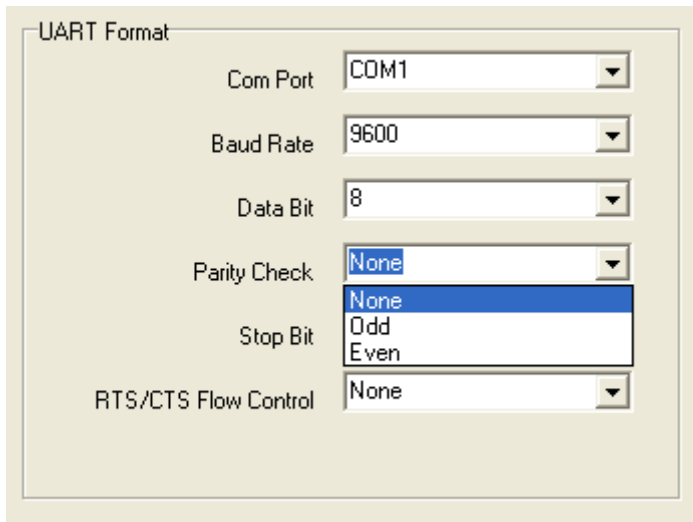 UART Format
Com Port COM1
Baud Rate 9600
Data Bit 8
Parity Check None
None
Odd
Stop Bit
Even
RTS/CTS Flow Control None